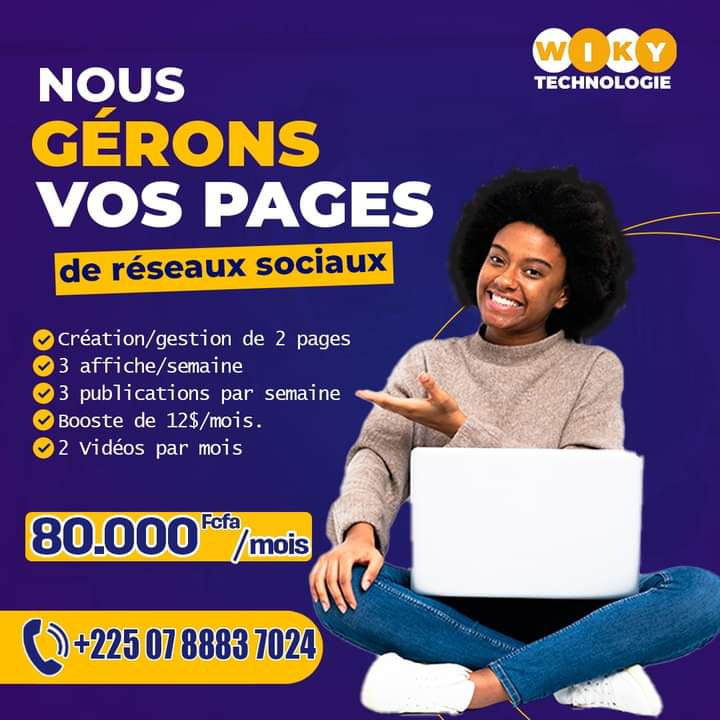 WIKY
TECHNOLOGIE
NOUS
GÉRONS
VOS PAGES
de réseaux sociaux
Création/gestion de 2 pages
3 affiche/semaine
3 publications par semaine
Booste de 12$/mois.
2 Vidéos par mois
80.000 Fcfa /mois
+225 07 8883 7024